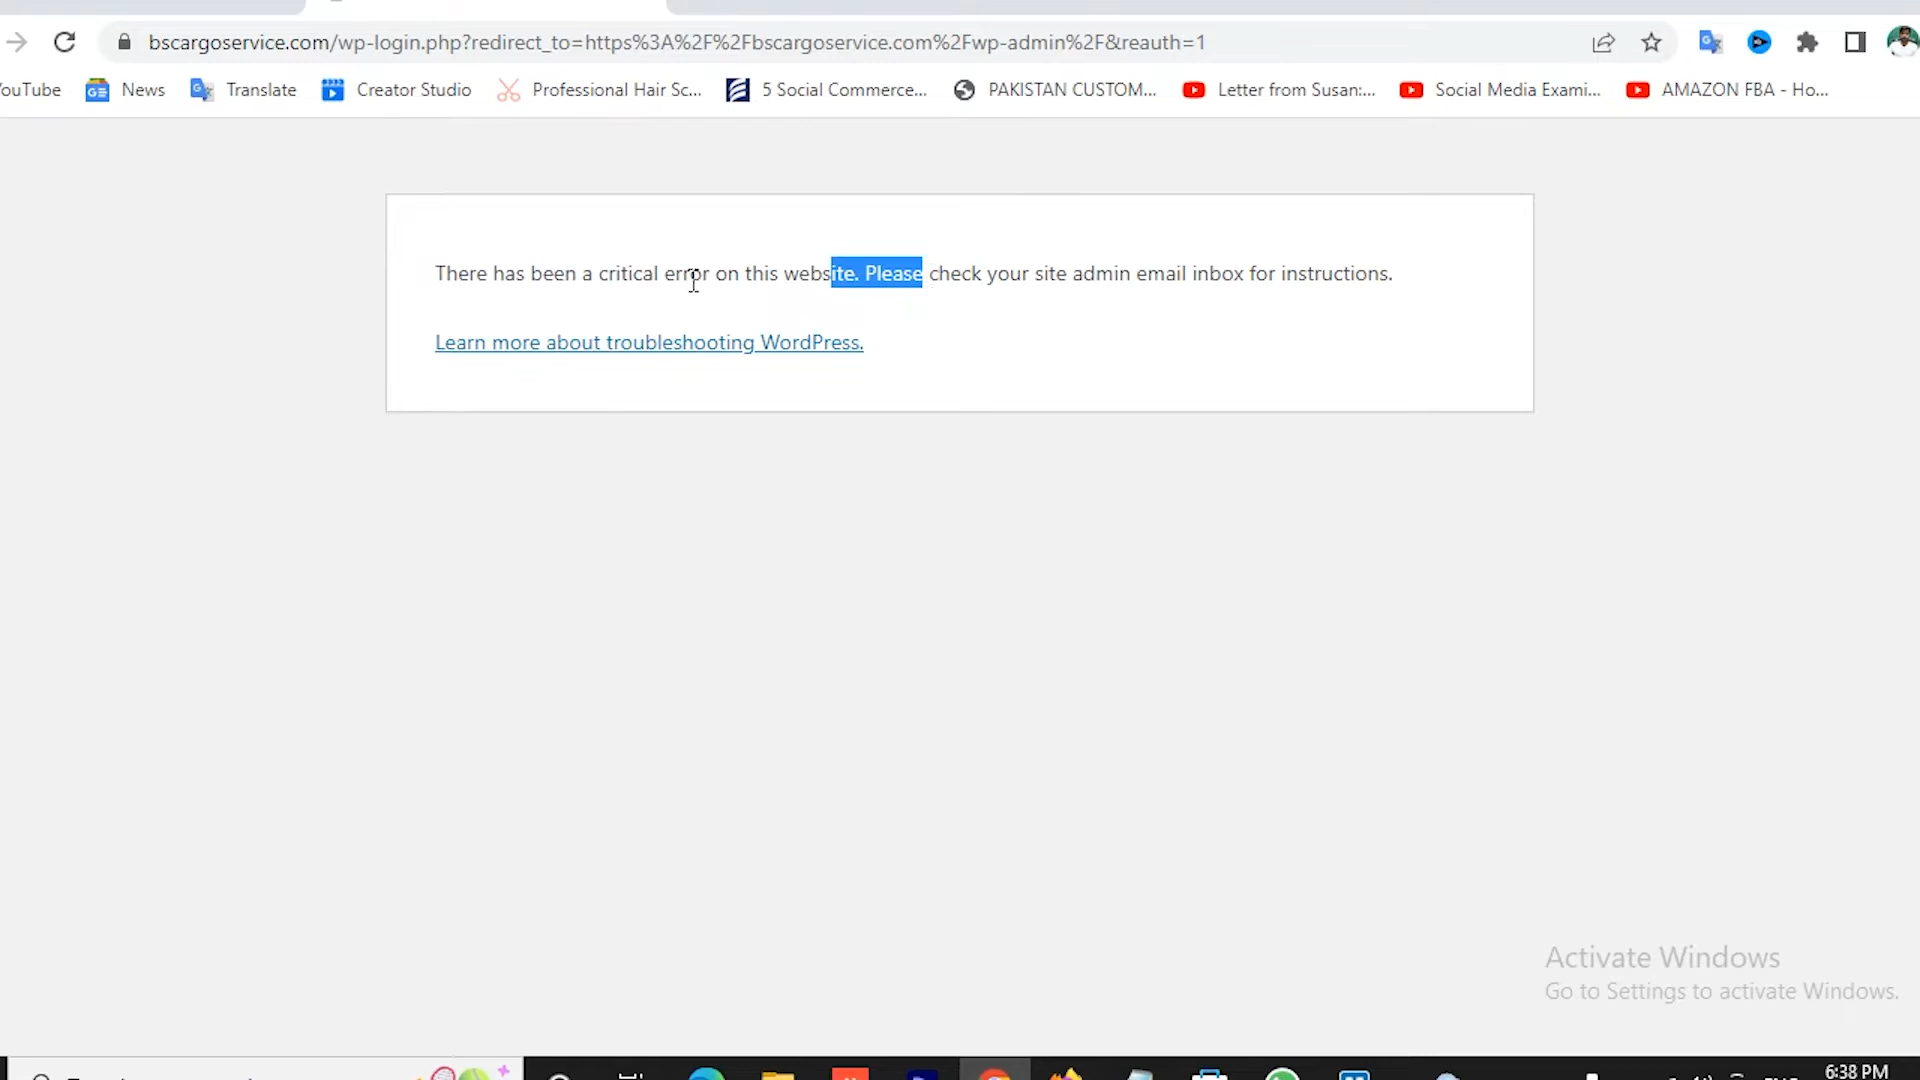 bscargoservice.com/wp-login.php?redirect_to=https%3A%2F%2Fbscargoservice.com%2Fwp-admin%2F&reauth=1
ouTube News Translate Creator Studio Professional Hair Sc... 5 Social Commerce... PAKISTAN CUSTOM... Letter from Susan:... Social Media Exami... AMAZON FBA - Ho...
There has been a critical error on this website. Please check your site admin email inbox for instructions.
Learn more about troubleshooting WordPress.
Activate Windows
Go to Settings to activate Windows.
6:38 PM